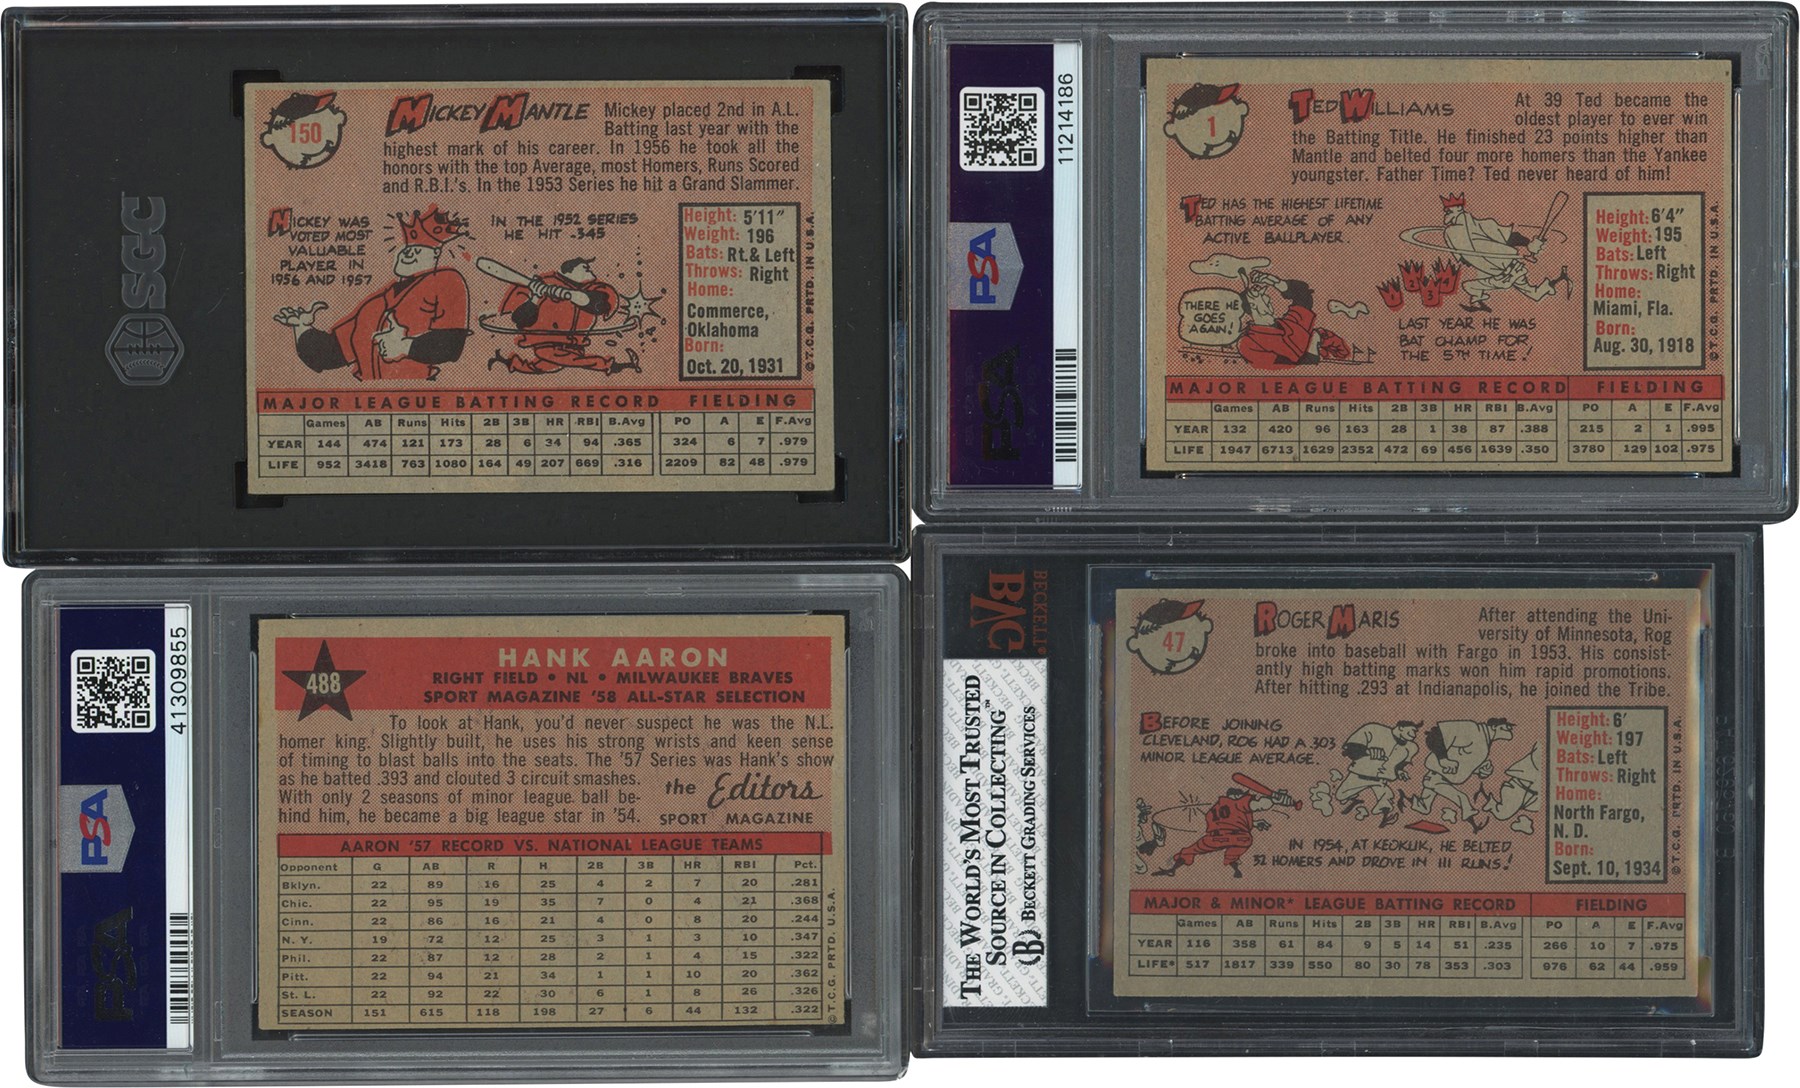 SGC
150
MICKEY MANTLE
Mickey placed 2nd in A.L.
Batting last year with the
highest mark of his career. In 1956 he took all the
honors with the top Average, most Homers, Runs Scored
and R.B.I.'s. In the 1953 Series he hit a Grand Slammer.
MICKEY WAS
VOTED MOST
VALUABLE
PLAYER IN
1956 AND 1957
IN THE 1952 SERIES
HE HIT .345
Height: 5'11"
Weight: 196
Bats: Rt. & Left
Throws: Right
Home:
Commerce,
Oklahoma
Born:
Oct. 20, 1931
© T.C.G. PRTD. IN U.S.A.
MAJOR LEAGUE BATTING RECORD FIELDING
Games AB Runs Hits 2B 3B HR RBI B.Avg PO A E F.Avg
YEAR 144 474 121 173 28 6 34 94 .365 324 6 7 .979
LIFE 952 3418 763 1080 164 49 207 669 .316 2209 82 48 .979
PSA
11214186
PSA
1
TED WILLIAMS
At 39 Ted became the
oldest player to ever win
the Batting Title. He finished 23 points higher than
Mantle and belted four more homers than the Yankee
youngster. Father Time? Ted never heard of him!
TED HAS THE HIGHEST LIFETIME
BATTING AVERAGE OF ANY
ACTIVE BALLPLAYER.
THERE HE
GOES
AGAIN!
1 2 3 4
LAST YEAR HE WAS
BAT CHAMP FOR
THE 5TH TIME!
Height: 6'4"
Weight: 195
Bats: Left
Throws: Right
Home:
Miami, Fla.
Born:
Aug. 30, 1918
© T.C.G. PRTD. IN U.S.A.
MAJOR LEAGUE BATTING RECORD FIELDING
Games AB Runs Hits 2B 3B HR RBI B.Avg PO A E F.Avg
YEAR 132 420 96 163 28 1 38 87 .388 215 2 1 .995
LIFE 1947 6713 1629 2352 472 69 456 1639 .350 3780 129 102 .975
PSA
41309855
PSA
488
HANK AARON
RIGHT FIELD • NL • MILWAUKEE BRAVES
SPORT MAGAZINE '58 ALL-STAR SELECTION
To look at Hank, you'd never suspect he was the N.L.
homer king. Slightly built, he uses his strong wrists and keen sense
of timing to blast balls into the seats. The '57 Series was Hank's show
as he batted .393 and clouted 3 circuit smashes.
With only 2 seasons of minor league ball be-
hind him, he became a big league star in '54.
the Editors
SPORT MAGAZINE
AARON '57 RECORD VS. NATIONAL LEAGUE TEAMS
Opponent G AB R H 2B 3B HR RBI Pct.
Bklyn. 22 89 16 25 4 2 7 20 .281
Chic. 22 95 19 35 7 0 4 21 .368
Cinn. 22 86 16 21 4 0 8 20 .244
N. Y. 19 72 12 25 3 1 3 10 .347
Phil. 22 87 12 28 2 1 4 15 .322
Pitt. 22 94 21 34 1 1 10 20 .362
St. L. 22 92 22 30 6 1 8 26 .326
SEASON 151 615 118 198 27 6 44 132 .322
© T.C.G. PRTD. U.S.A.
BECKETT
BVG
THE WORLD'S MOST TRUSTED
SOURCE IN COLLECTING™
(B) BECKETT GRADING SERVICES
47
ROGER MARIS
After attending the Uni-
versity of Minnesota, Rog
broke into baseball with Fargo in 1953. His consist-
antly high batting marks won him rapid promotions.
After hitting .293 at Indianapolis, he joined the Tribe.
BEFORE JOINING
CLEVELAND, ROG HAD A .303
MINOR LEAGUE AVERAGE.
10
IN 1954, AT KEOKUK, HE BELTED
32 HOMERS AND DROVE IN 111 RUNS!
Height: 6'
Weight: 197
Bats: Left
Throws: Right
Home:
North Fargo,
N. D.
Born:
Sept. 10, 1934
© T.C.G. PRTD. IN U.S.A.
MAJOR & MINOR* LEAGUE BATTING RECORD FIELDING
Games AB Runs Hits 2B 3B HR RBI B.Avg PO A E F.Avg
YEAR 116 358 61 84 9 5 14 51 .235 266 10 7 .975
LIFE* 517 1817 339 550 80 30 78 353 .303 976 62 44 .959